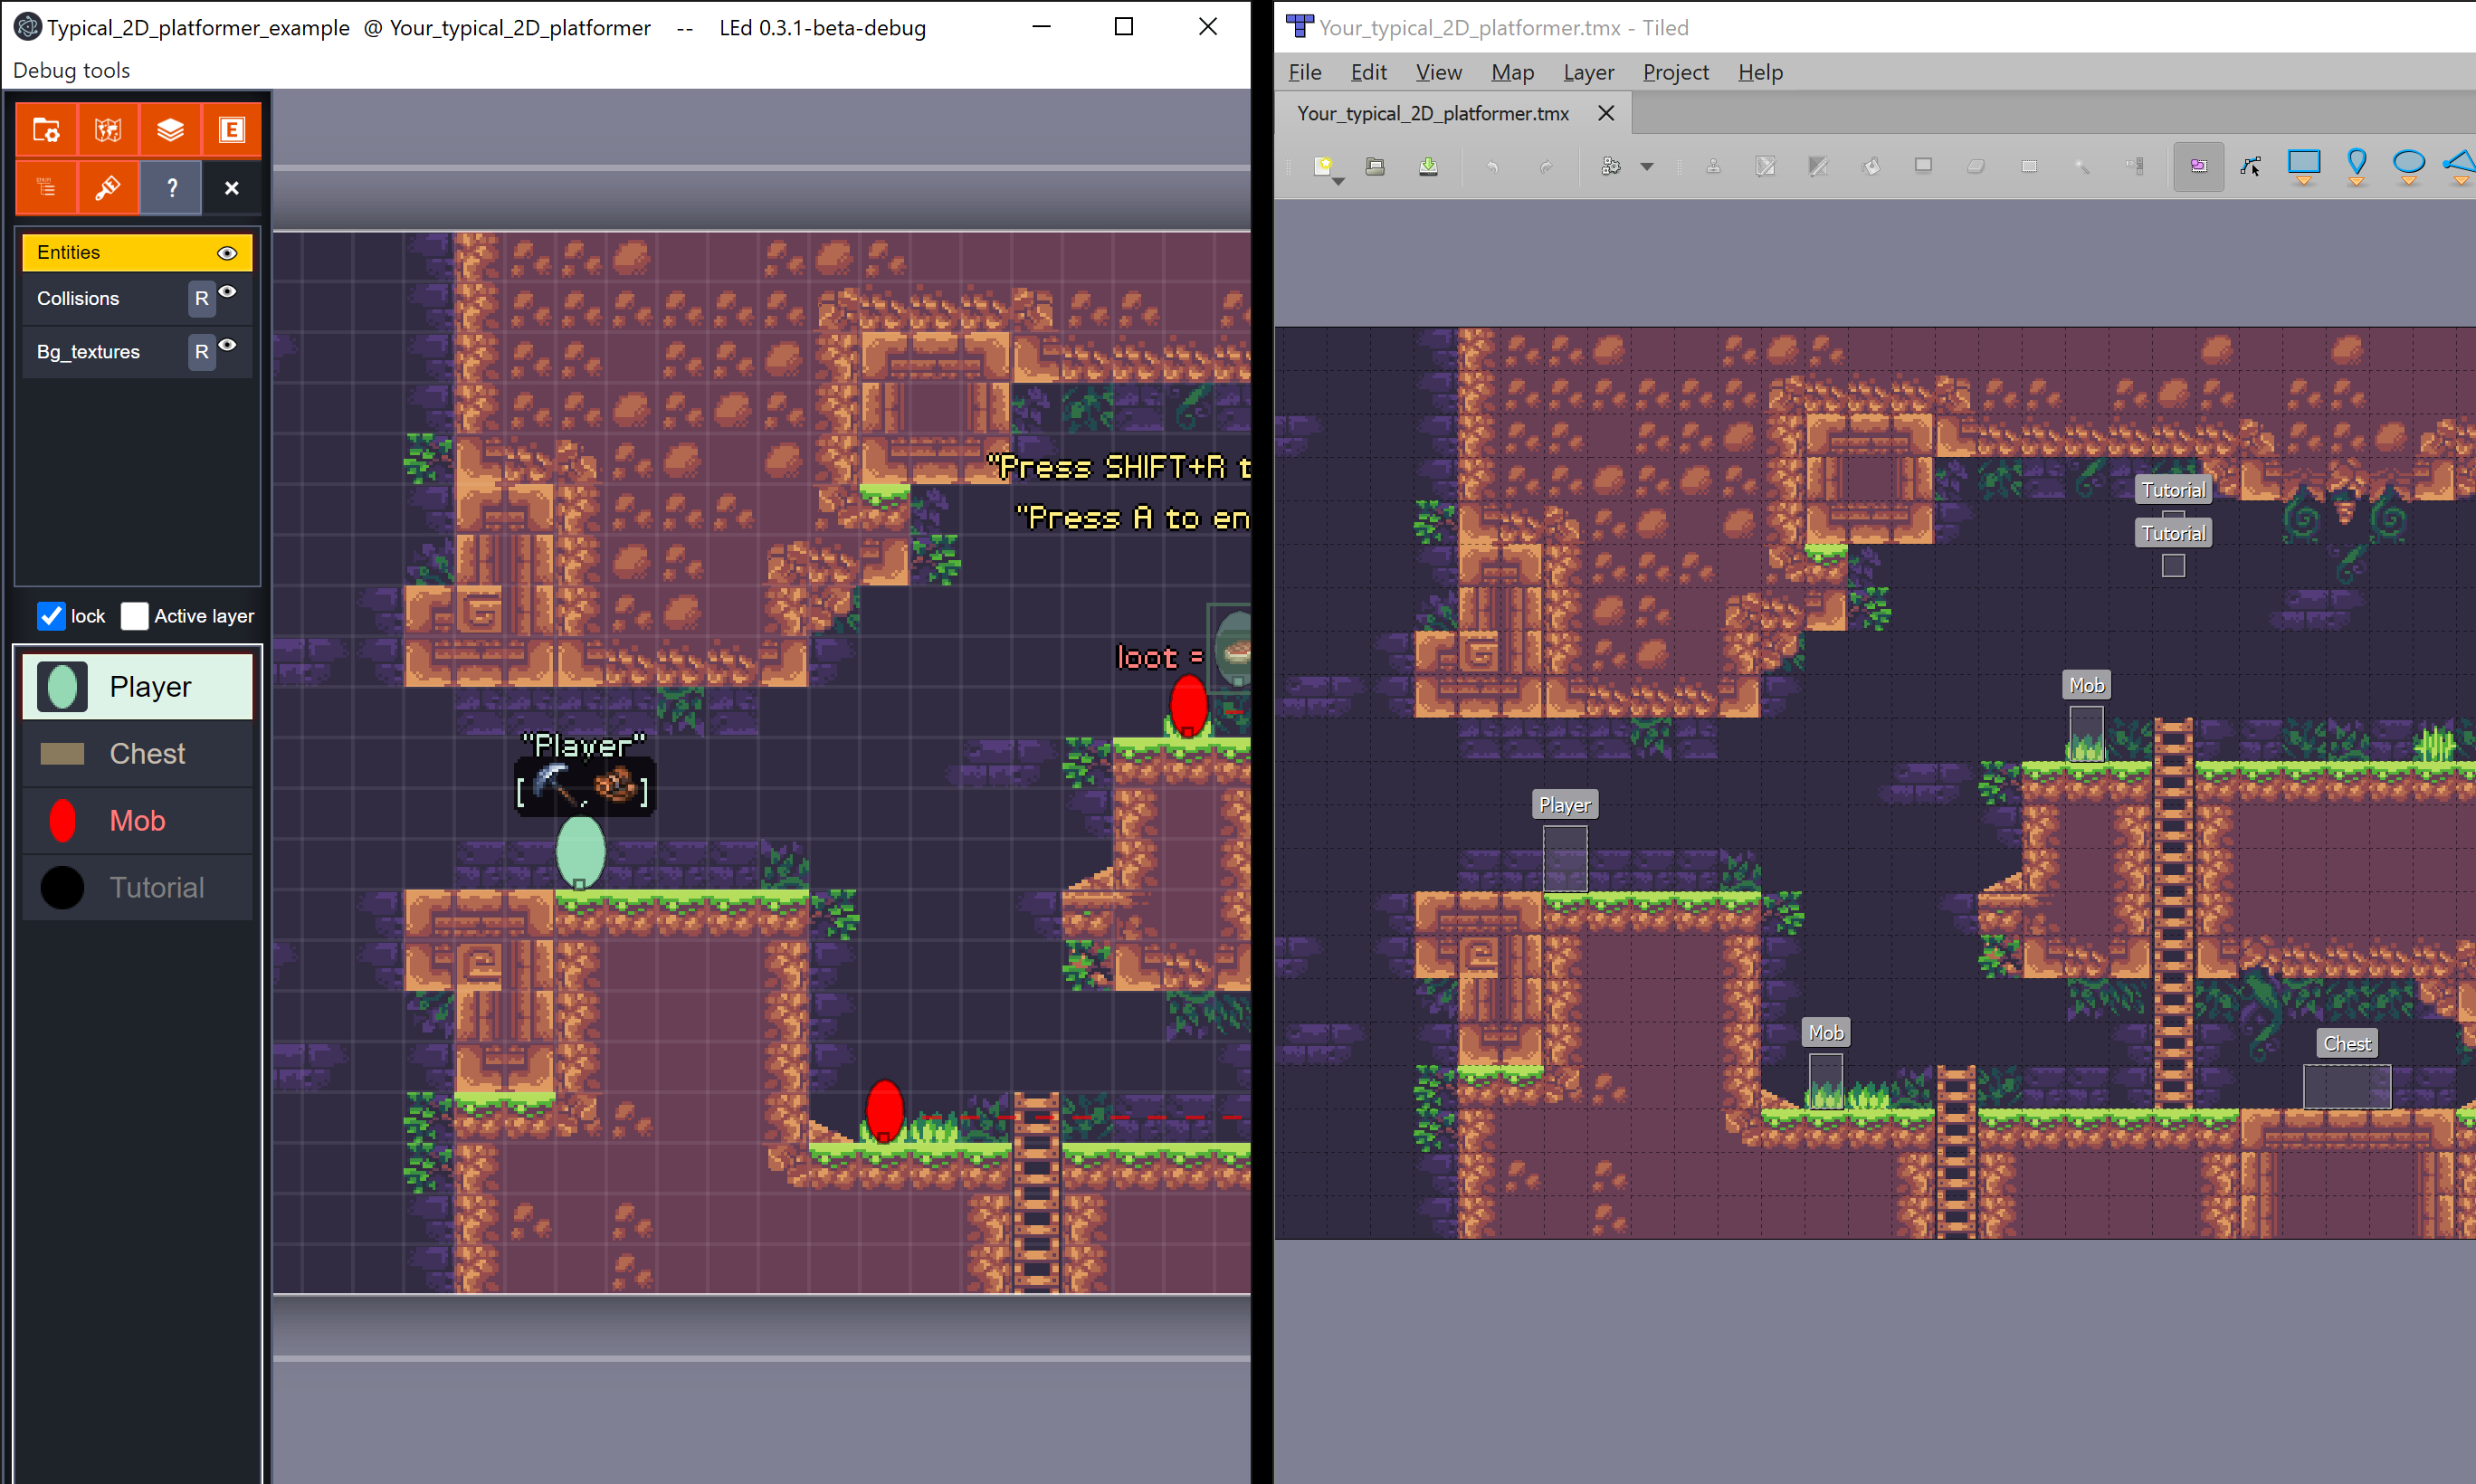 Typical_2D_platformer_example @ Your_typical_2D_platformer -- LEd 0.3.1-beta-debug
Debug tools
E
?
Entities
Collisions R
Bg_textures R
lock Active layer
Player
Chest
Mob
Tutorial
"Press SHIFT+R t
"Press A to en
loot =
"Player"
[ , ]
Your_typical_2D_platformer.tmx - Tiled
File Edit View Map Layer Project Help
Your_typical_2D_platformer.tmx
Tutorial
Tutorial
Mob
Player
Mob
Chest